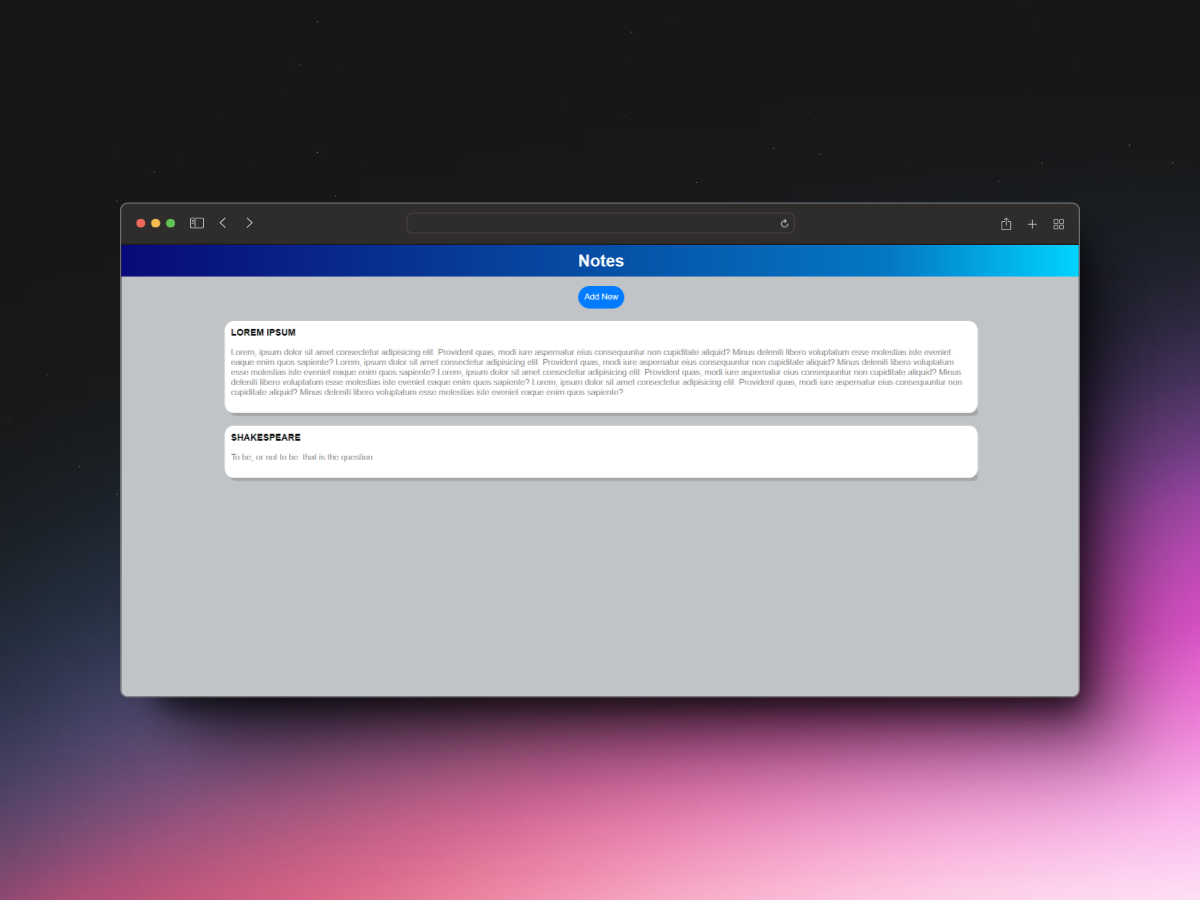 Notes
Add New
LOREM IPSUM
Lorem, ipsum dolor sit amet consectetur adipisicing elit. Provident quas, modi iure aspernatur eius consequuntur non cupiditate aliquid? Minus deleniti libero voluptatum esse molestias iste eveniet
eaque enim quos sapiente? Lorem, ipsum dolor sit amet consectetur adipisicing elit. Provident quas, modi iure aspernatur eius consequuntur non cupiditate aliquid? Minus deleniti libero voluptatum
esse molestias iste eveniet eaque enim quos sapiente? Lorem, ipsum dolor sit amet consectetur adipisicing elit. Provident quas, modi iure aspernatur eius consequuntur non cupiditate aliquid? Minus
deleniti libero voluptatum esse molestias iste eveniet eaque enim quos sapiente? Lorem, ipsum dolor sit amet consectetur adipisicing elit. Provident quas, modi iure aspernatur eius consequuntur non
cupiditate aliquid? Minus deleniti libero voluptatum esse molestias iste eveniet eaque enim quos sapiente?
SHAKESPEARE
To be, or not to be, that is the question